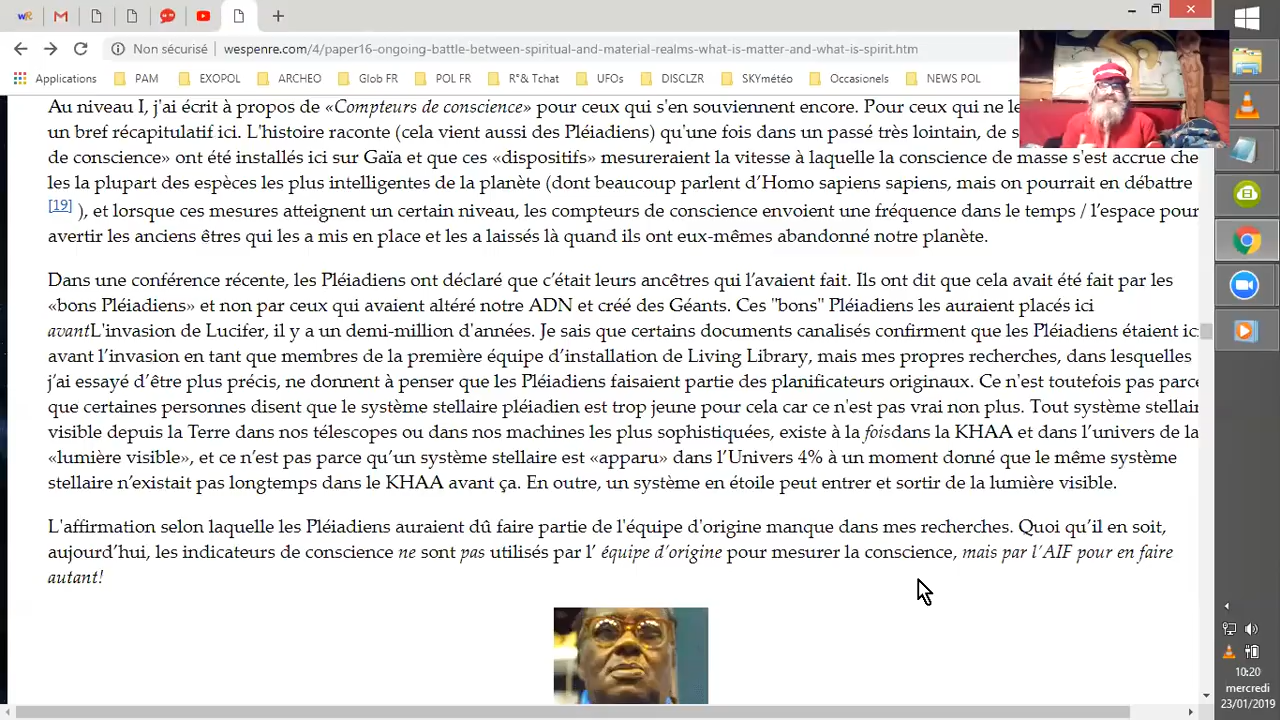 Non sécurisé
wespenre.com/4/paper16-ongoing-battle-between-spiritual-and-material-realms-what-is-matter-and-what-is-spirit.htm
Applications PAM EXOPOL ARCHEO Glob FR POL FR R°& Tchat UFOs DISCLZR SKYmétéo Occasionels NEWS POL
Au niveau I, j'ai écrit à propos de «Compteurs de conscience» pour ceux qui s'en souviennent encore. Pour ceux qui ne le
un bref récapitulatif ici. L'histoire raconte (cela vient aussi des Pléiadiens) qu'une fois dans un passé très lointain, de s
de conscience» ont été installés ici sur Gaïa et que ces «dispositifs» mesureraient la vitesse à laquelle la conscience de masse s'est accrue che
les la plupart des espèces les plus intelligentes de la planète (dont beaucoup parlent d'Homo sapiens sapiens, mais on pourrait en débattre
[19] ), et lorsque ces mesures atteignent un certain niveau, les compteurs de conscience envoient une fréquence dans le temps / l'espace pour
avertir les anciens êtres qui les a mis en place et les a laissés là quand ils ont eux-mêmes abandonné notre planète.
Dans une conférence récente, les Pléiadiens ont déclaré que c'était leurs ancêtres qui l'avaient fait. Ils ont dit que cela avait été fait par les
«bons Pléiadiens» et non par ceux qui avaient altéré notre ADN et créé des Géants. Ces "bons" Pléiadiens les auraient placés ici
avantL'invasion de Lucifer, il y a un demi-million d'années. Je sais que certains documents canalisés confirment que les Pléiadiens étaient ici
avant l'invasion en tant que membres de la première équipe d'installation de Living Library, mais mes propres recherches, dans lesquelles
j'ai essayé d'être plus précis, ne donnent à penser que les Pléiadiens faisaient partie des planificateurs originaux. Ce n'est toutefois pas parce
que certaines personnes disent que le système stellaire pléiadien est trop jeune pour cela car ce n'est pas vrai non plus. Tout système stellair
visible depuis la Terre dans nos télescopes ou dans nos machines les plus sophistiquées, existe à la foisdans la KHAA et dans l'univers de la
«lumière visible», et ce n'est pas parce qu'un système stellaire est «apparu» dans l'Univers 4% à un moment donné que le même système
stellaire n'existait pas longtemps dans le KHAA avant ça. En outre, un système en étoile peut entrer et sortir de la lumière visible.
L'affirmation selon laquelle les Pléiadiens auraient dû faire partie de l'équipe d'origine manque dans mes recherches. Quoi qu'il en soit,
aujourd'hui, les indicateurs de conscience ne sont pas utilisés par l' équipe d'origine pour mesurer la conscience, mais par l'AIF pour en faire
autant!
10:20
mercredi
23/01/2019